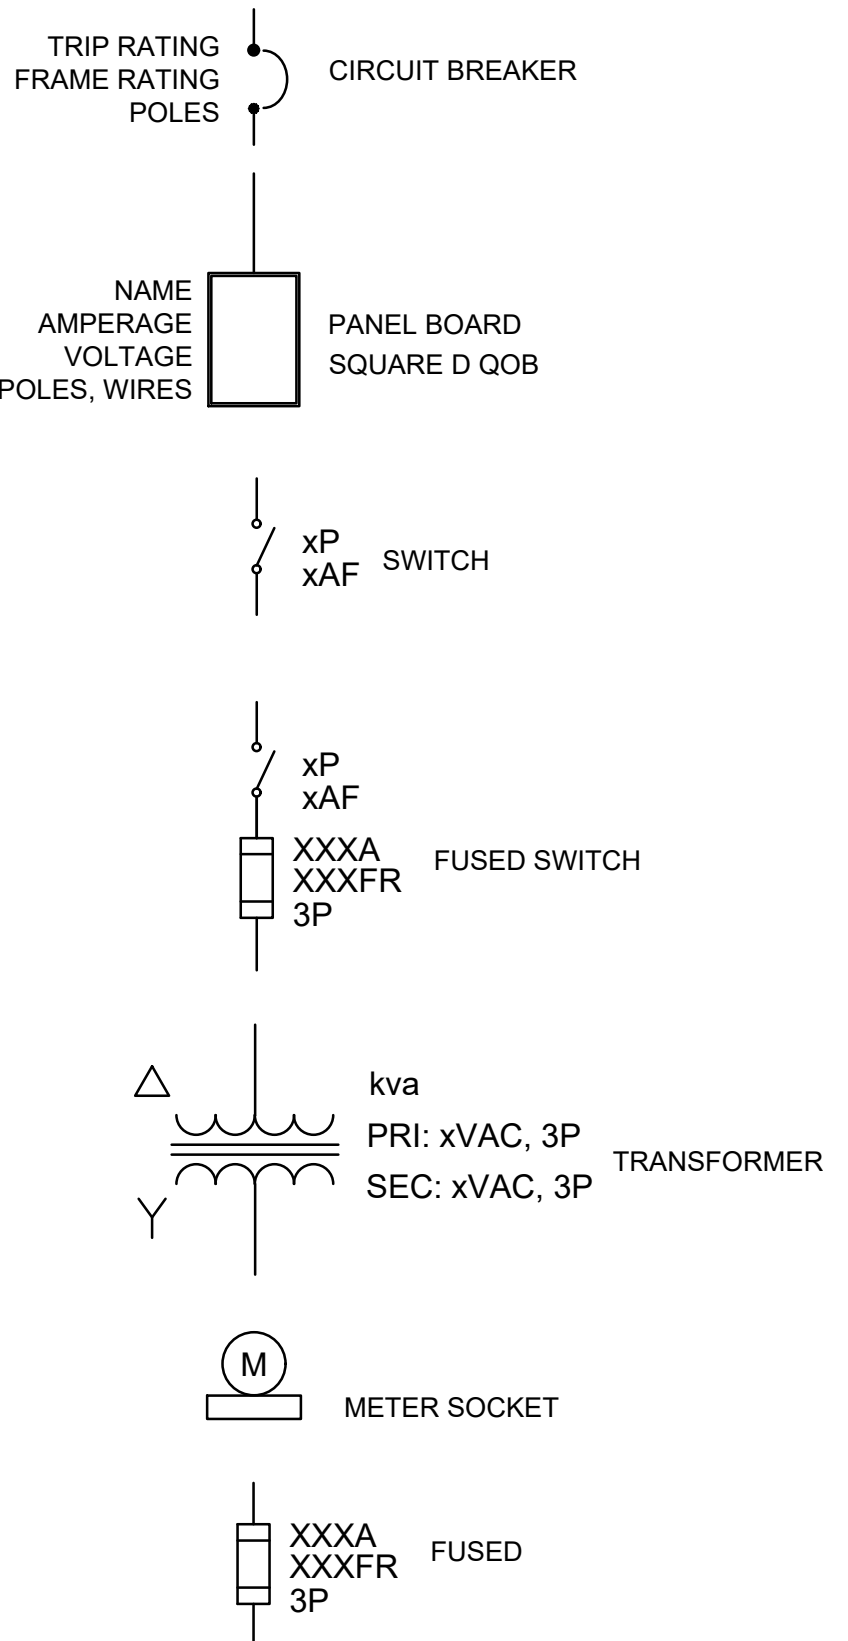 TRIP RATING
FRAME RATING
POLES
CIRCUIT BREAKER
NAME
AMPERAGE
VOLTAGE
POLES, WIRES
PANEL BOARD
SQUARE D QOB
xP
xAF
SWITCH
xP
xAF
XXXA
XXXFR
3P
FUSED SWITCH
kva
PRI: xVAC, 3P
SEC: xVAC, 3P
TRANSFORMER
M
METER SOCKET
XXXA
XXXFR
3P
FUSED